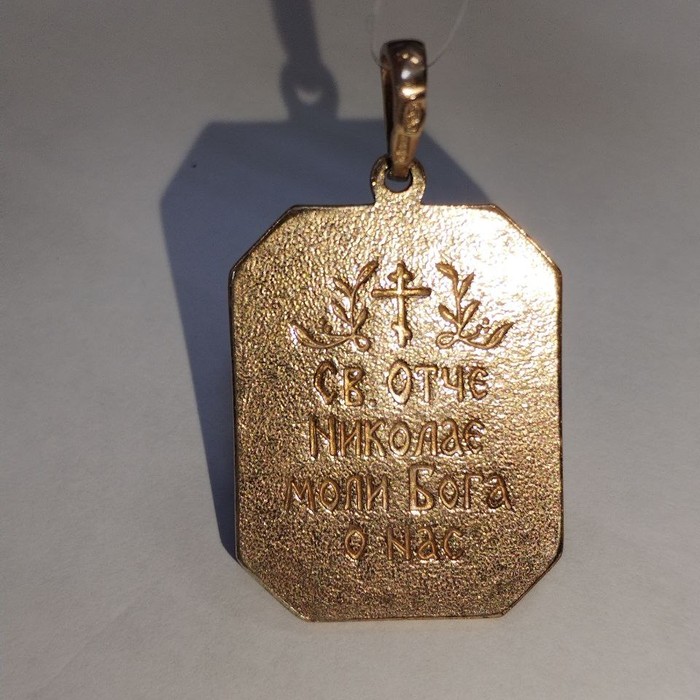 Св. Отче
Николае
моли Бога
о нас